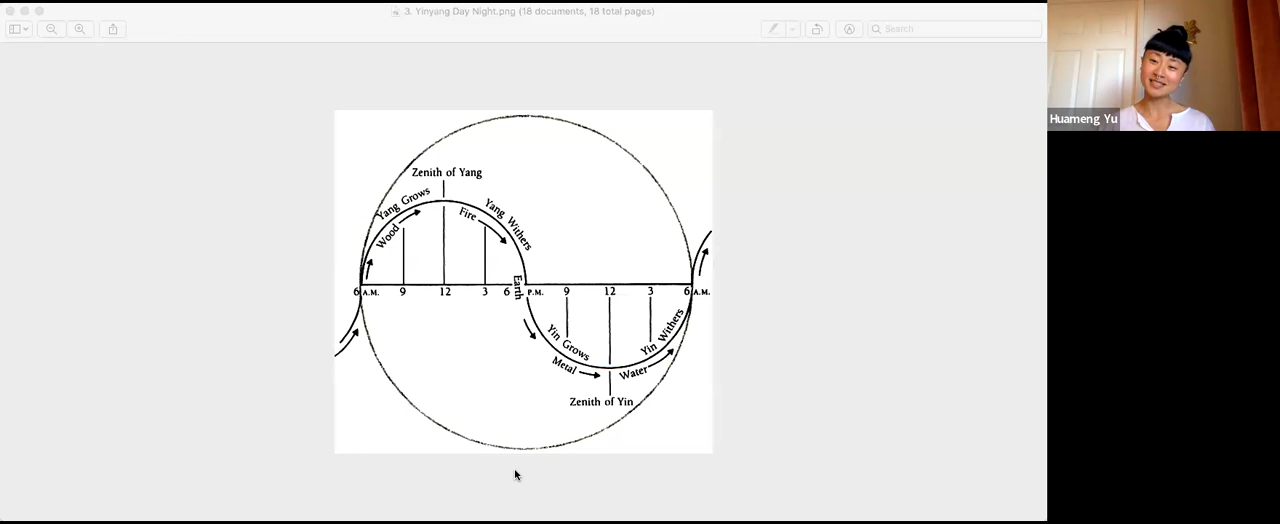 3. Yinyang Day Night.png (18 documents, 18 total pages)
Search
Huameng Yu
Zenith of Yang
Yang Grows
Yang Withers
Wood
Fire
Earth
6 A.M. 9 12 3 6 P.M. 9 12 3 6 A.M.
Yin Grows
Yin Withers
Metal
Water
Zenith of Yin